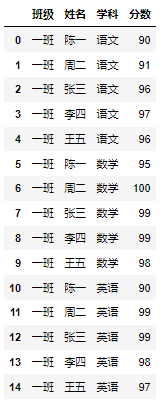 班级 姓名 学科 分数
0 一班 陈一 语文 90
1 一班 周二 语文 91
2 一班 张三 语文 96
3 一班 李四 语文 97
4 一班 王五 语文 96
5 一班 陈一 数学 95
6 一班 周二 数学 100
7 一班 张三 数学 99
8 一班 李四 数学 99
9 一班 王五 数学 98
10 一班 陈一 英语 90
11 一班 周二 英语 99
12 一班 张三 英语 99
13 一班 李四 英语 98
14 一班 王五 英语 97